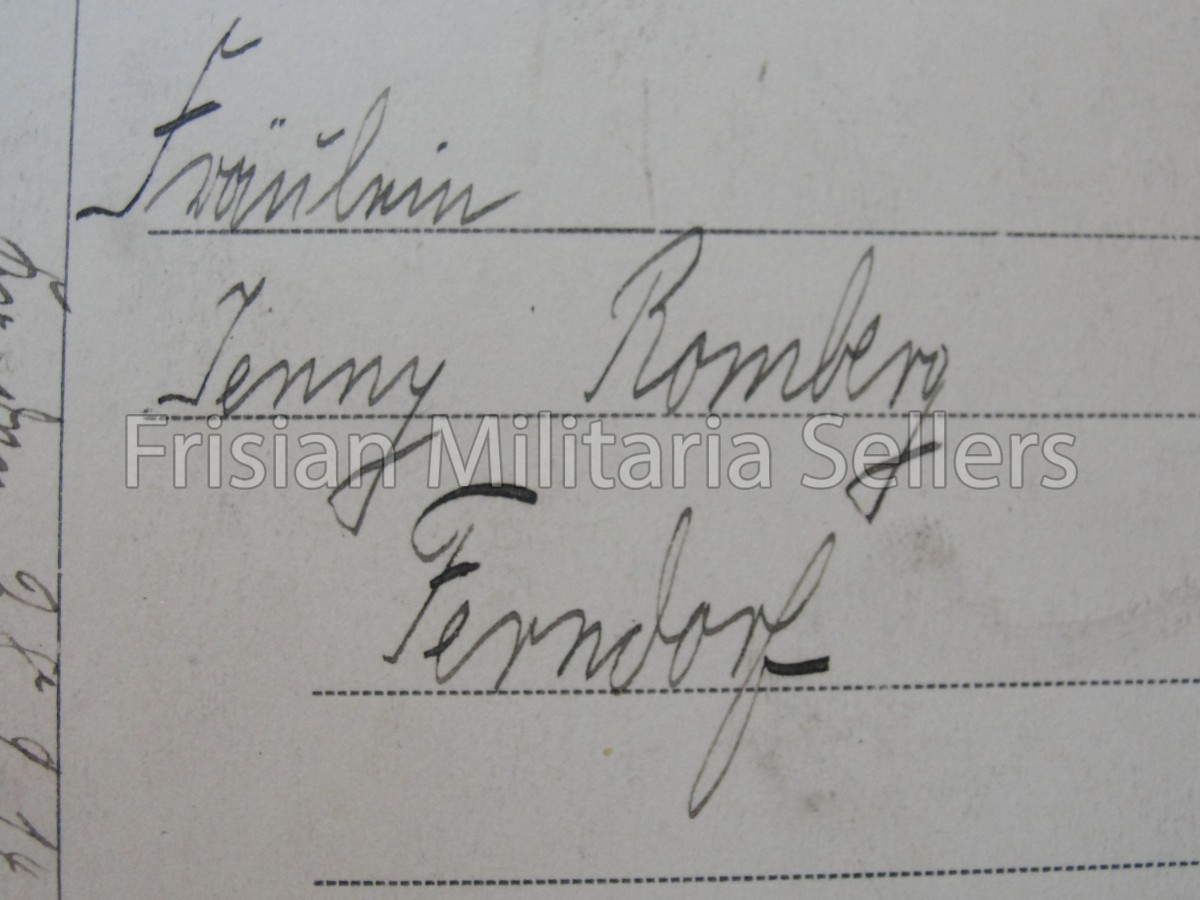 Fräulein
Jenny Romberg
Frisian Militaria Sellers
Ferndorf